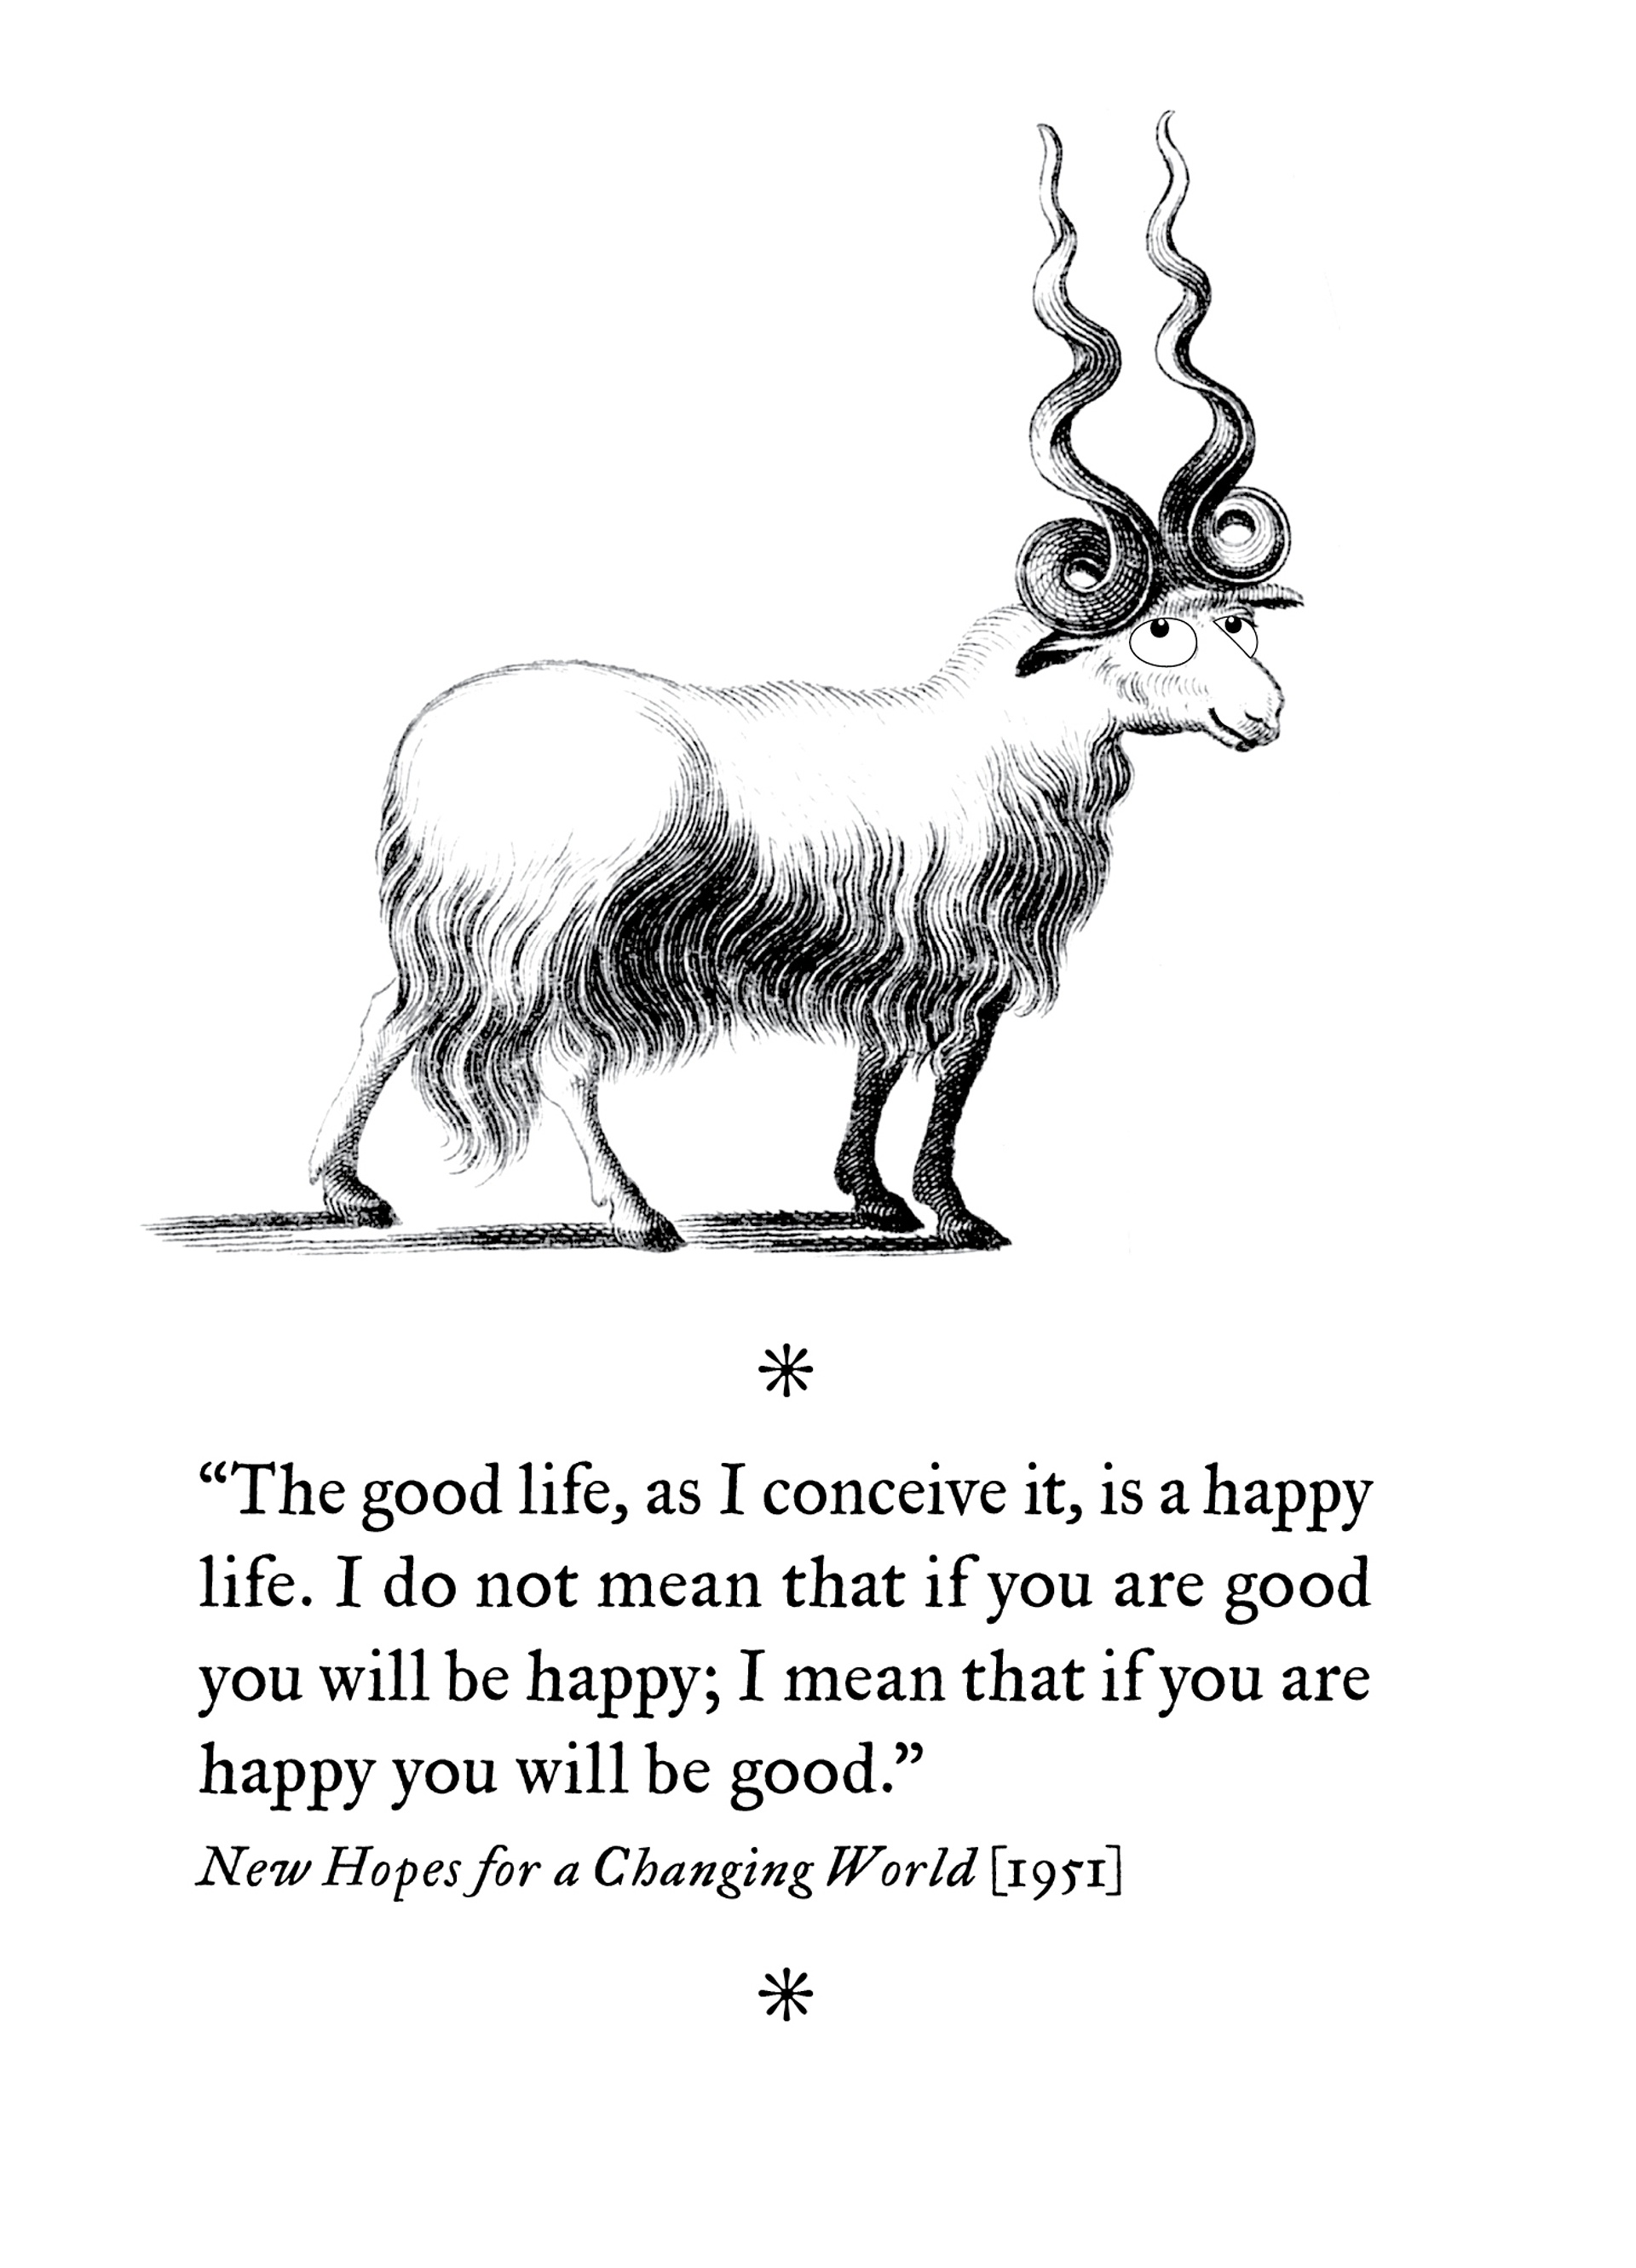 “The good life, as I conceive it, is a happy
life. I do not mean that if you are good
you will be happy; I mean that if you are
happy you will be good.”
New Hopes for a Changing World [1951]